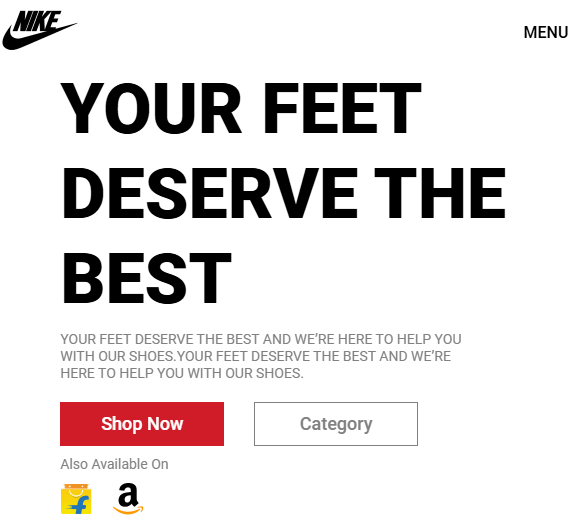 NIKE
MENU
YOUR FEET
DESERVE THE
BEST
YOUR FEET DESERVE THE BEST AND WE’RE HERE TO HELP YOU
WITH OUR SHOES.YOUR FEET DESERVE THE BEST AND WE’RE
HERE TO HELP YOU WITH OUR SHOES.
Shop Now
Category
Also Available On
f
a